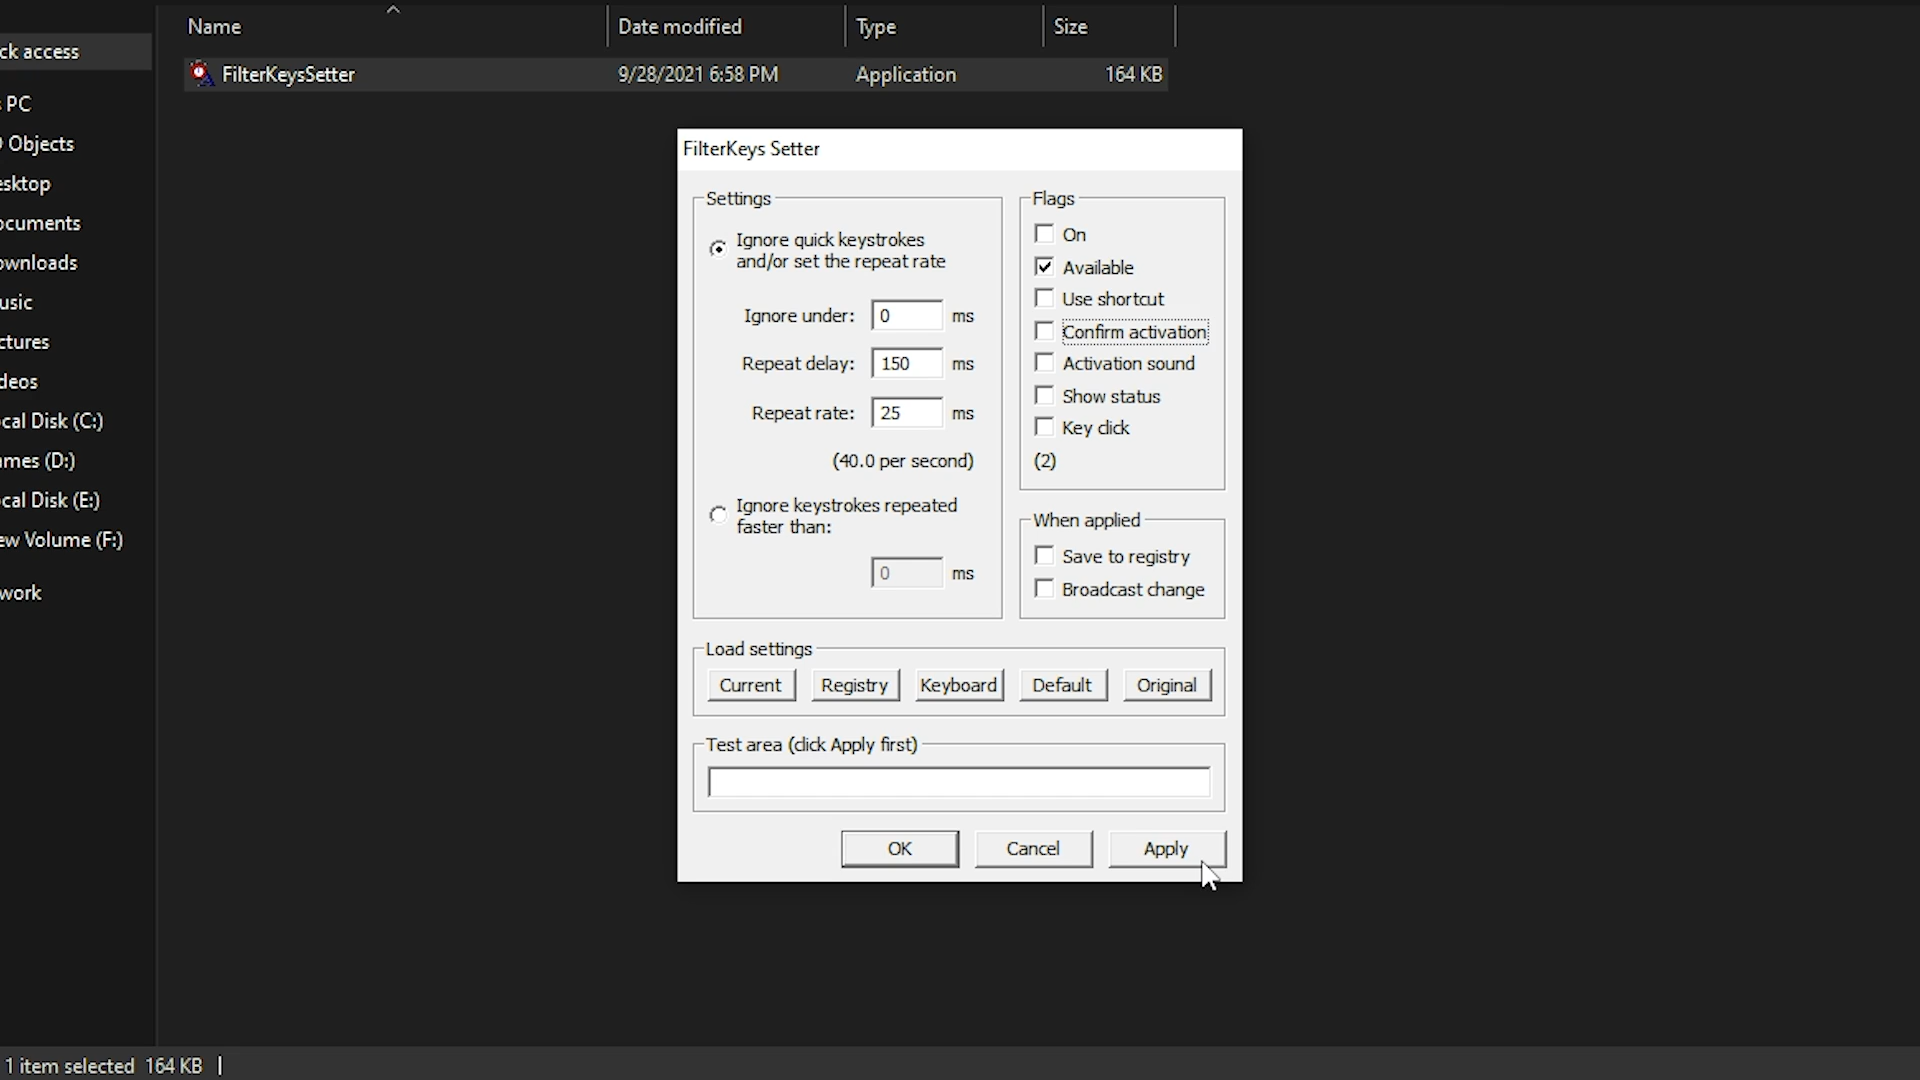 Name
Date modified
Type
Size
ck access
FilterKeysSetter
9/28/2021 6:58 PM
Application
164 KB
PC
Objects
esktop
ocuments
ownloads
usic
ctures
deos
cal Disk (C:)
ames (D:)
cal Disk (E:)
ew Volume (F:)
work
FilterKeys Setter
Settings
Ignore quick keystrokes
and/or set the repeat rate
Ignore under: 0 ms
Repeat delay: 150 ms
Repeat rate: 25 ms
(40.0 per second)
Ignore keystrokes repeated
faster than:
0 ms
Flags
On
Available
Use shortcut
Confirm activation
Activation sound
Show status
Key click
(2)
When applied
Save to registry
Broadcast change
Load settings
Current
Registry
Keyboard
Default
Original
Test area (click Apply first)
OK
Cancel
Apply
1 item selected 164 KB